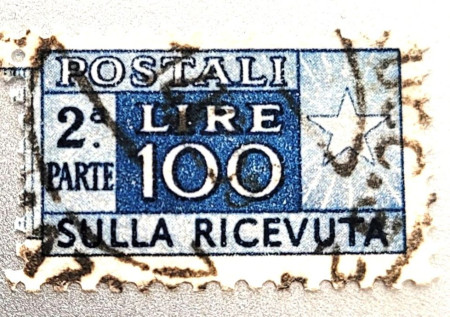 POSTALI
2ª PARTE
LIRE
100
SULLA RICEVUTA